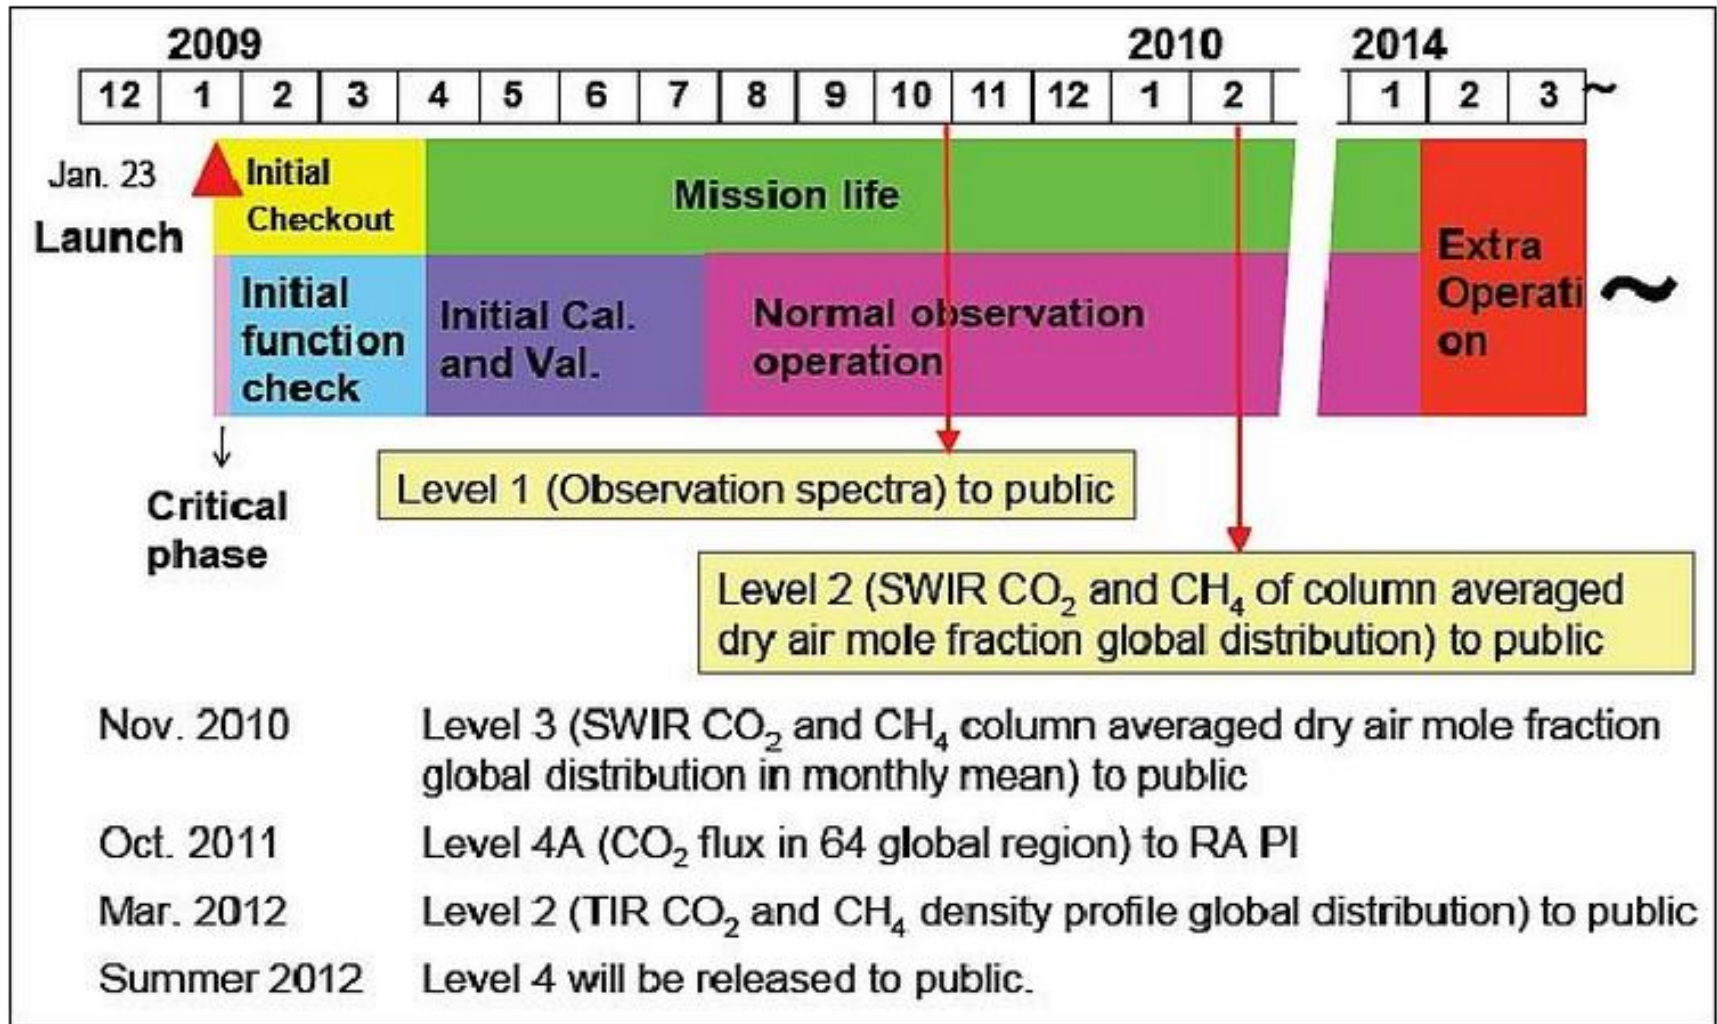 2009 2010 2014
12 1 2 3 4 5 6 7 8 9 10 11 12 1 2 1 2 3 ~
Jan. 23
Launch
Initial
Checkout
Mission life
Initial
function
check
Initial Cal.
and Val.
Normal observation
operation
Extra
Operati
on
~
Critical
phase
Level 1 (Observation spectra) to public
Level 2 (SWIR CO₂ and CH₄ of column averaged
dry air mole fraction global distribution) to public
Nov. 2010 Level 3 (SWIR CO₂ and CH₄ column averaged dry air mole fraction
global distribution in monthly mean) to public
Oct. 2011 Level 4A (CO₂ flux in 64 global region) to RA PI
Mar. 2012 Level 2 (TIR CO₂ and CH₄ density profile global distribution) to public
Summer 2012 Level 4 will be released to public.